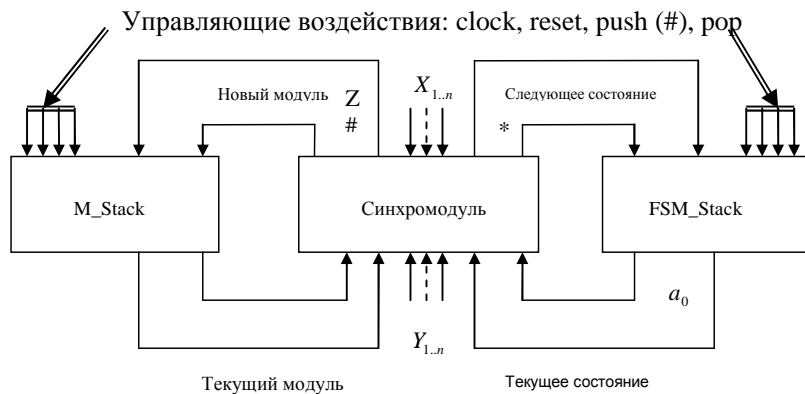 Управляющие воздействия: clock, reset, push (#), pop
Новый модуль
Z
#
X1..n
Следующее состояние
*
M_Stack
Синхромодуль
FSM_Stack
a0
Y1..n
Текущий модуль
Текущее состояние